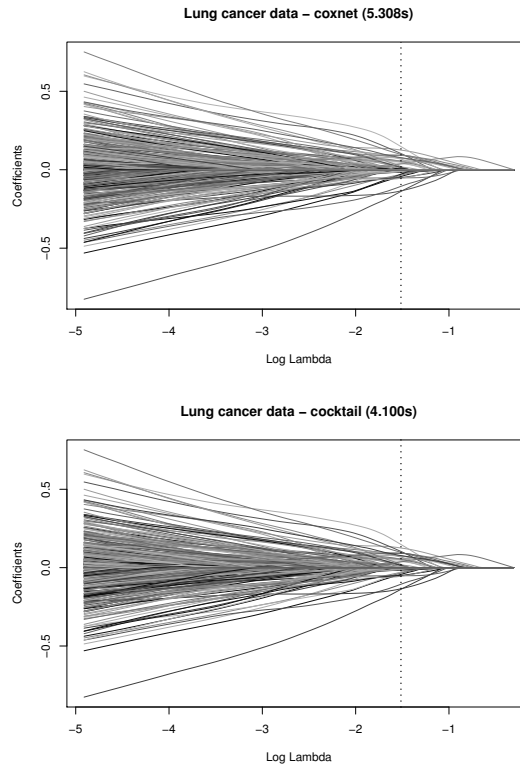 Lung cancer data – coxnet (5.308s)
0.5
0.0
−0.5
Coefficients
−5 −4 −3 −2 −1
Log Lambda
Lung cancer data – cocktail (4.100s)
0.5
0.0
−0.5
Coefficients
−5 −4 −3 −2 −1
Log Lambda